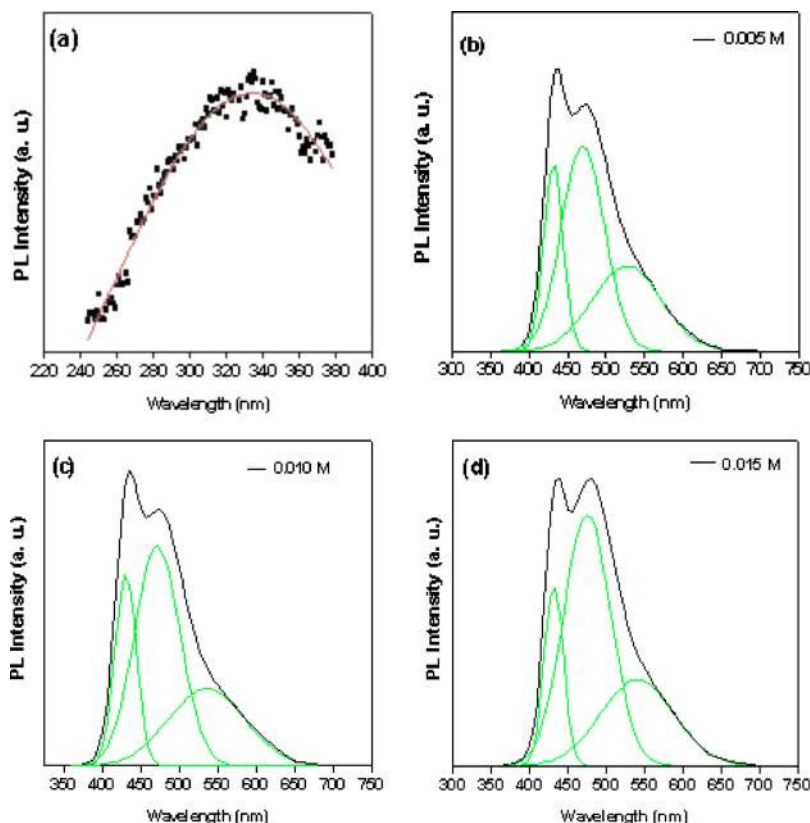 (a)
PL Intensity (a. u.)
220 240 260 280 300 320 340 360 380 400
Wavelength (nm)
(b)
0.005 M
PL Intensity (a. u.)
300 350 400 450 500 550 600 650 700 750
Wavelength (nm)
(c)
0.010 M
PL Intensity (a. u.)
350 400 450 500 550 600 650 700 750
Wavelength (nm)
(d)
0.015 M
PL Intensity (a. u.)
300 350 400 450 500 550 600 650 700 750
Wavelength (nm)